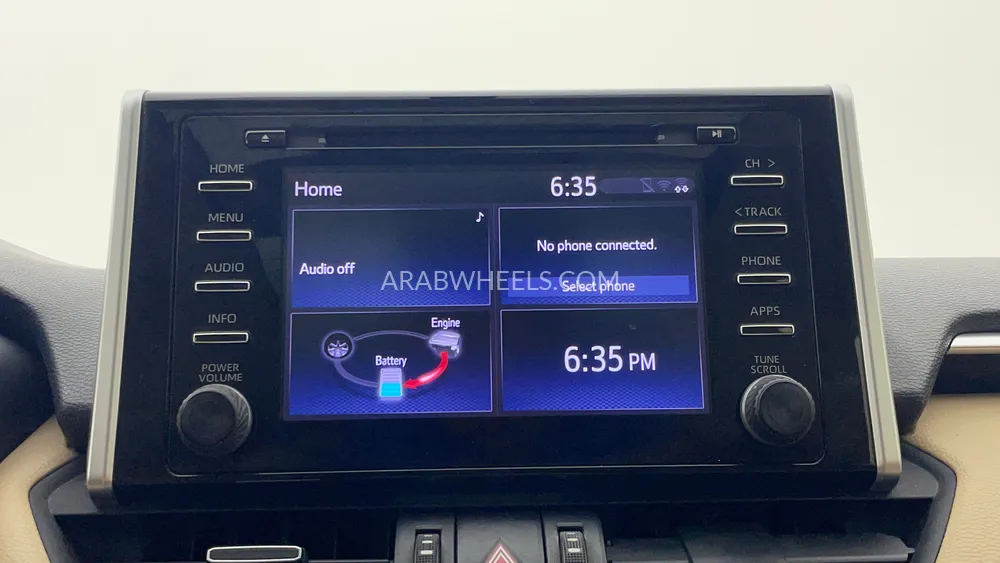 HOME
MENU
AUDIO
INFO
POWER
VOLUME
Home
6:35
Audio off
No phone connected.
Select phone
Engine
Battery
6:35 PM
ARABWHEELS.COM
CH >
< TRACK
PHONE
APPS
TUNE
SCROLL